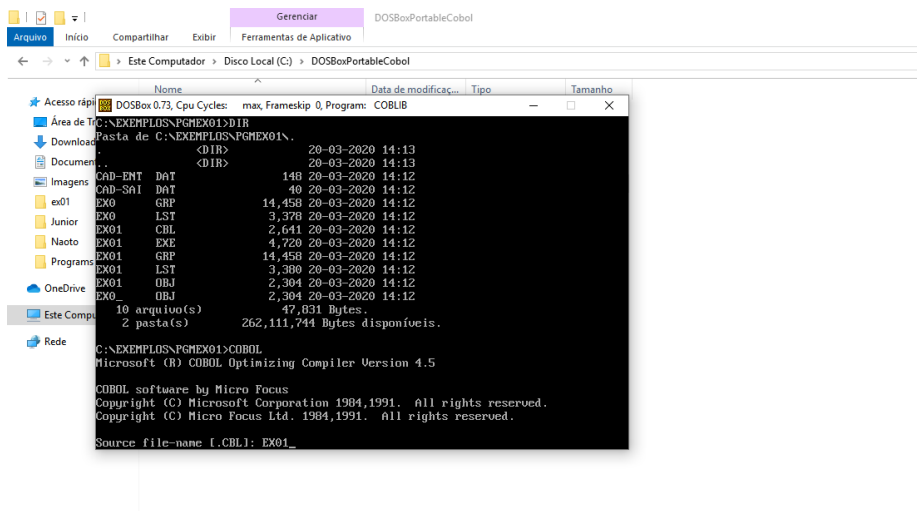 Gerenciar
DOSBoxPortableCobol
Arquivo Início Compartilhar Exibir Ferramentas de Aplicativo
Este Computador > Disco Local (C:) > DOSBoxPortableCobol
Nome Data de modificaç... Tipo Tamanho
Acesso rápi
Área de Tr
Download
Document
Imagens
ex01
Junior
Naoto
Programs
OneDrive
Este Compu
Rede
DOS
Box
DOSBox 0.73, Cpu Cycles: max, Frameskip 0, Program: COBLIB
C:\EXEMPLOS\PGMEX01>DIR
Pasta de C:\EXEMPLOS\PGMEX01\.
. <DIR> 20-03-2020 14:13
.. <DIR> 20-03-2020 14:13
CAD-ENT DAT 148 20-03-2020 14:12
CAD-SAI DAT 40 20-03-2020 14:12
EX0 GRP 14,458 20-03-2020 14:12
EX0 LST 3,378 20-03-2020 14:12
EX01 CBL 2,641 20-03-2020 14:12
EX01 EXE 4,720 20-03-2020 14:12
EX01 GRP 14,458 20-03-2020 14:12
EX01 LST 3,380 20-03-2020 14:12
EX01 OBJ 2,304 20-03-2020 14:12
EX0_ OBJ 2,304 20-03-2020 14:12
10 arquivo(s) 47,831 Bytes.
2 pasta(s) 262,111,744 Bytes disponíveis.
C:\EXEMPLOS\PGMEX01>COBOL
Microsoft (R) COBOL Optimizing Compiler Version 4.5
COBOL software by Micro Focus
Copyright (C) Microsoft Corporation 1984,1991. All rights reserved.
Copyright (C) Micro Focus Ltd. 1984,1991. All rights reserved.
Source file-name [.CBL]: EX01_